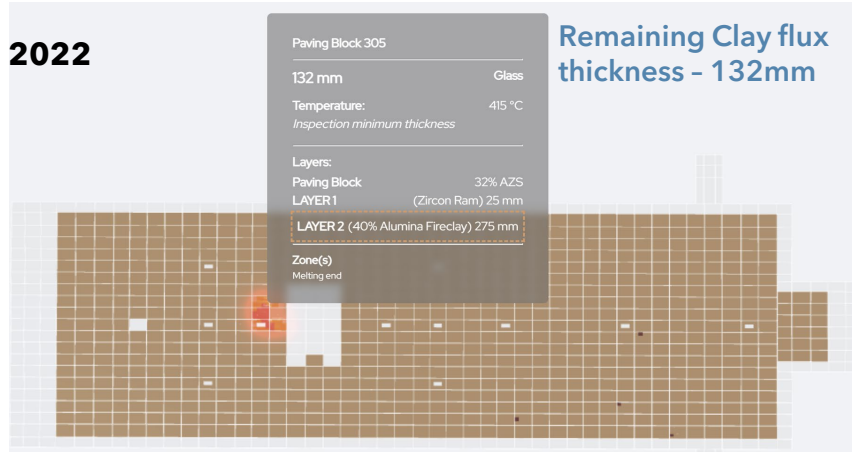 2022
Paving Block 305
132 mm Glass
Temperature: 415 °C
Inspection minimum thickness
Layers:
Paving Block 32% AZS
LAYER 1 (Zircon Ram) 25 mm
LAYER 2 (40% Alumina Fireclay) 275 mm
Zone(s)
Melting end
Remaining Clay flux
thickness – 132mm